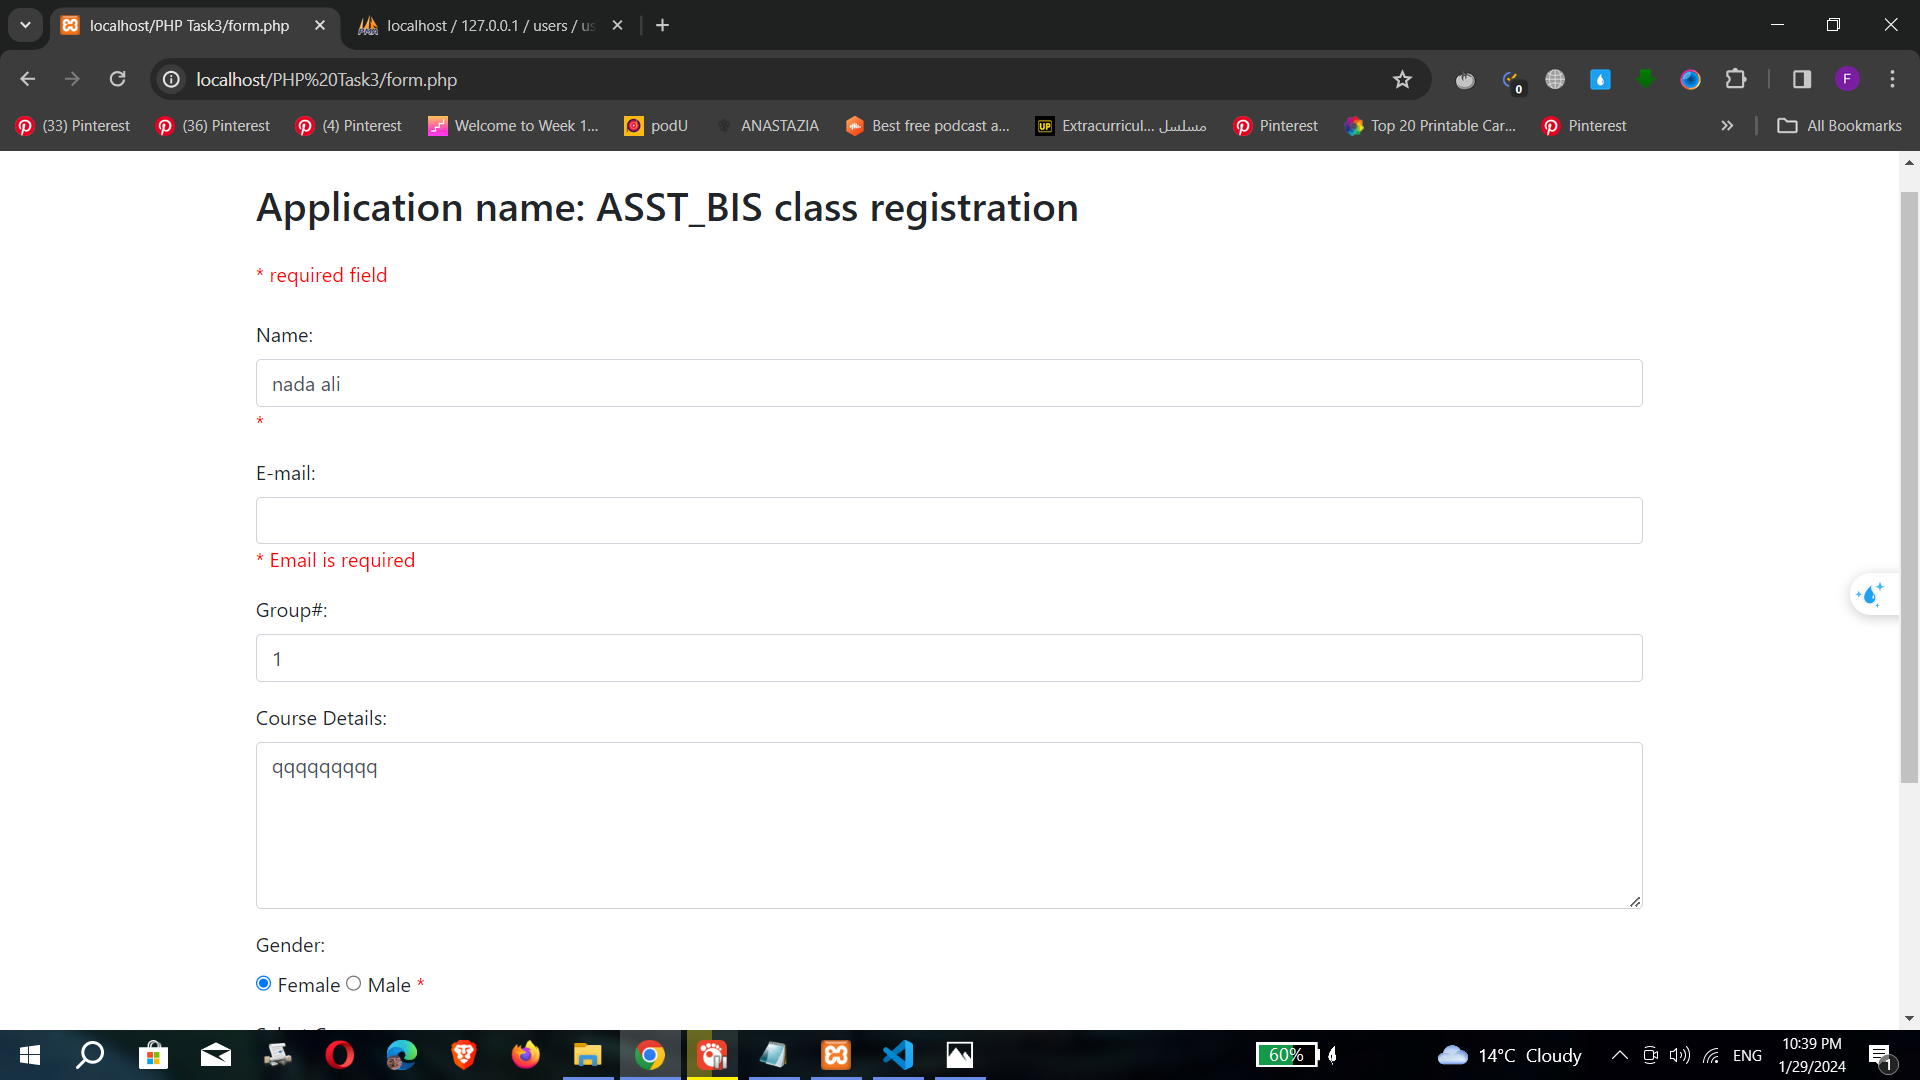 localhost/PHP Task3/form.php
localhost / 127.0.0.1 / users / us
localhost/PHP%20Task3/form.php
0
F
(33) Pinterest
(36) Pinterest
(4) Pinterest
Welcome to Week 1...
podU
ANASTAZIA
Best free podcast a...
UP
Extracurricul... مسلسل
Pinterest
Top 20 Printable Car...
Pinterest
All Bookmarks
Application name: ASST_BIS class registration
* required field
Name:
nada ali
*
E-mail:
* Email is required
Group#:
1
Course Details:
qqqqqqqqq
Gender:
Female Male *
60%
14°C Cloudy
ENG
10:39 PM
1/29/2024
1